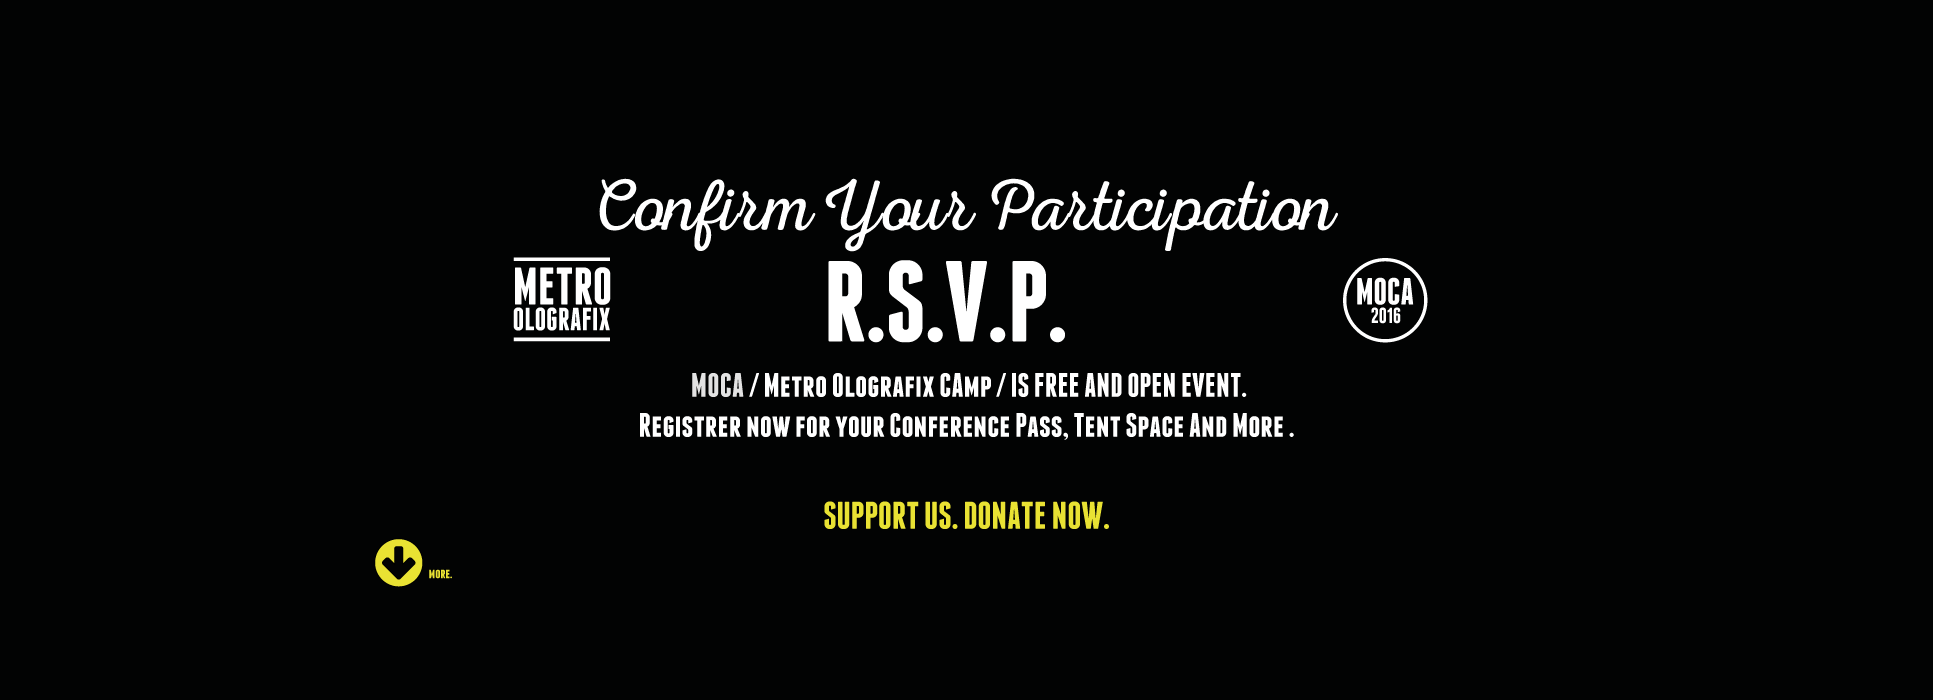 Confirm Your Participation
METRO
OLOGRAFIX
R.S.V.P.
MOCA
2016
MOCA / Metro Olografix CAmp / IS FREE AND OPEN EVENT.
Registrer now for your Conference Pass, Tent Space And More .
SUPPORT US. DONATE NOW.
MORE.